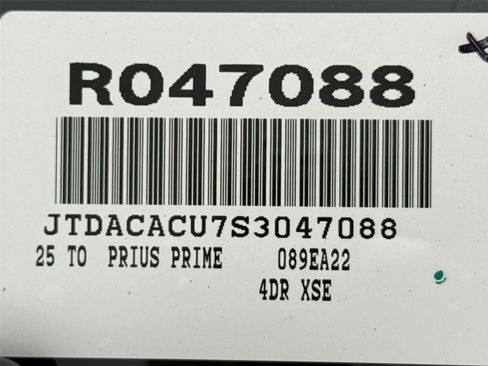 R047088
JTDACACU7S3047088
25 TO PRIUS PRIME 089EA22
4DR XSE